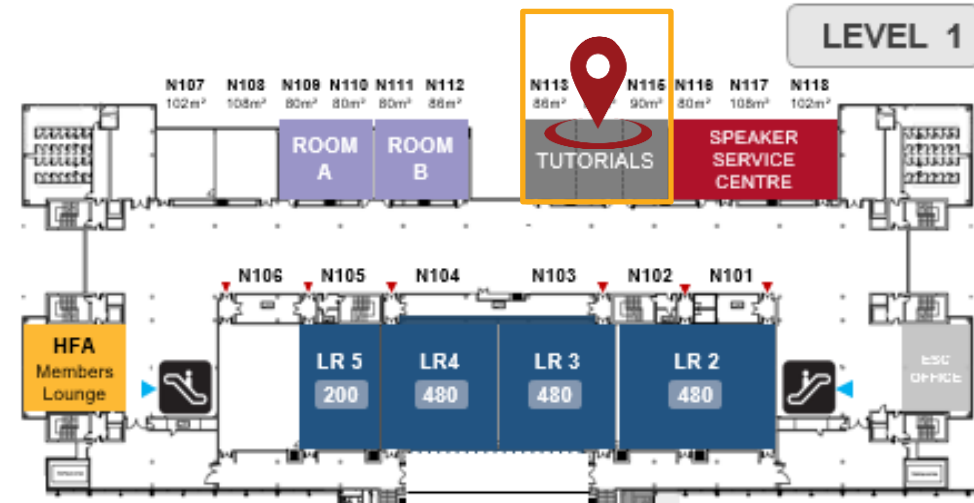 LEVEL 1
N107 N108 N109 N110 N111 N112 N113 N115 N116 N117 N118
102m² 108m² 80m² 80m² 80m² 86m² 86m² 90m² 80m² 108m² 102m²
ROOM A
ROOM B
TUTORIALS
SPEAKER
SERVICE
CENTRE
N106 N105 N104 N103 N102 N101
HFA
Members
Lounge
LR 5
200
LR4
480
LR 3
480
LR 2
480
ESC
OFFICE